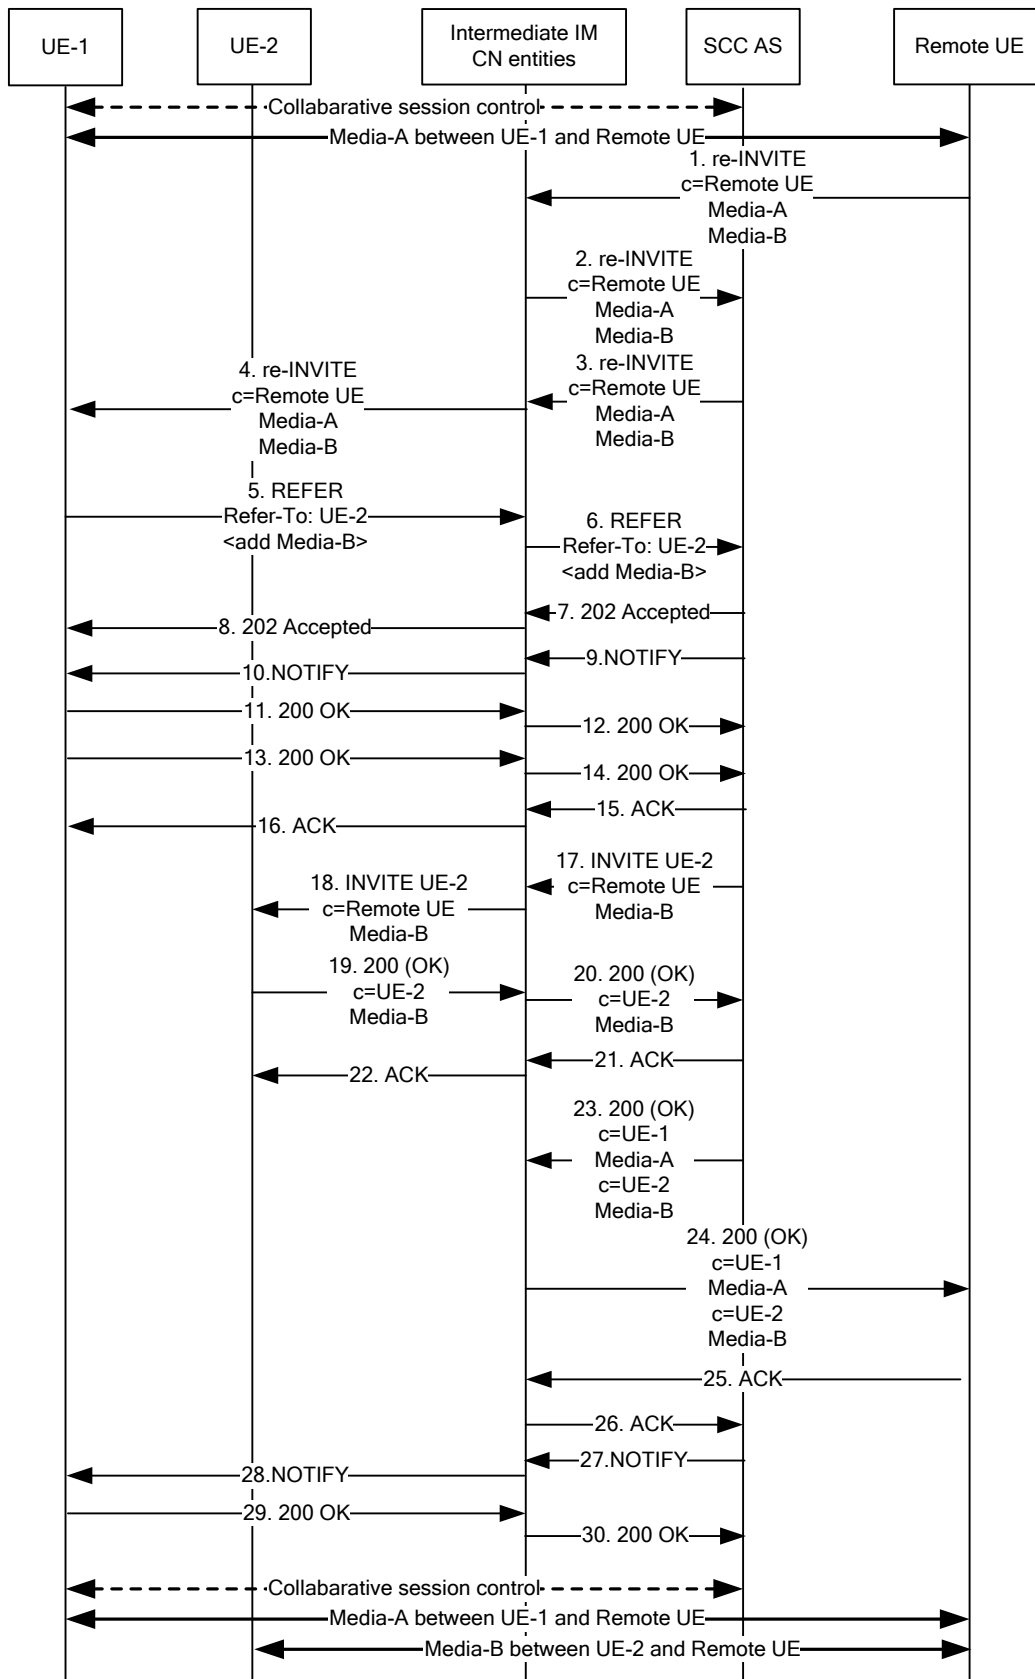 UE-1
UE-2
Intermediate IM
CN entities
SCC AS
Remote UE
Collabarative session control
Media-A between UE-1 and Remote UE
1. re-INVITE
c=Remote UE
Media-A
Media-B
2. re-INVITE
c=Remote UE
Media-A
Media-B
3. re-INVITE
c=Remote UE
Media-A
Media-B
4. re-INVITE
c=Remote UE
Media-A
Media-B
5. REFER
Refer-To: UE-2
<add Media-B>
6. REFER
Refer-To: UE-2
<add Media-B>
7. 202 Accepted
8. 202 Accepted
9.NOTIFY
10.NOTIFY
11. 200 OK
12. 200 OK
13. 200 OK
14. 200 OK
15. ACK
16. ACK
17. INVITE UE-2
c=Remote UE
Media-B
18. INVITE UE-2
c=Remote UE
Media-B
19. 200 (OK)
c=UE-2
Media-B
20. 200 (OK)
c=UE-2
Media-B
21. ACK
22. ACK
23. 200 (OK)
c=UE-1
Media-A
c=UE-2
Media-B
24. 200 (OK)
c=UE-1
Media-A
c=UE-2
Media-B
25. ACK
26. ACK
27.NOTIFY
28.NOTIFY
29. 200 OK
30. 200 OK
Collabarative session control
Media-A between UE-1 and Remote UE
Media-B between UE-2 and Remote UE